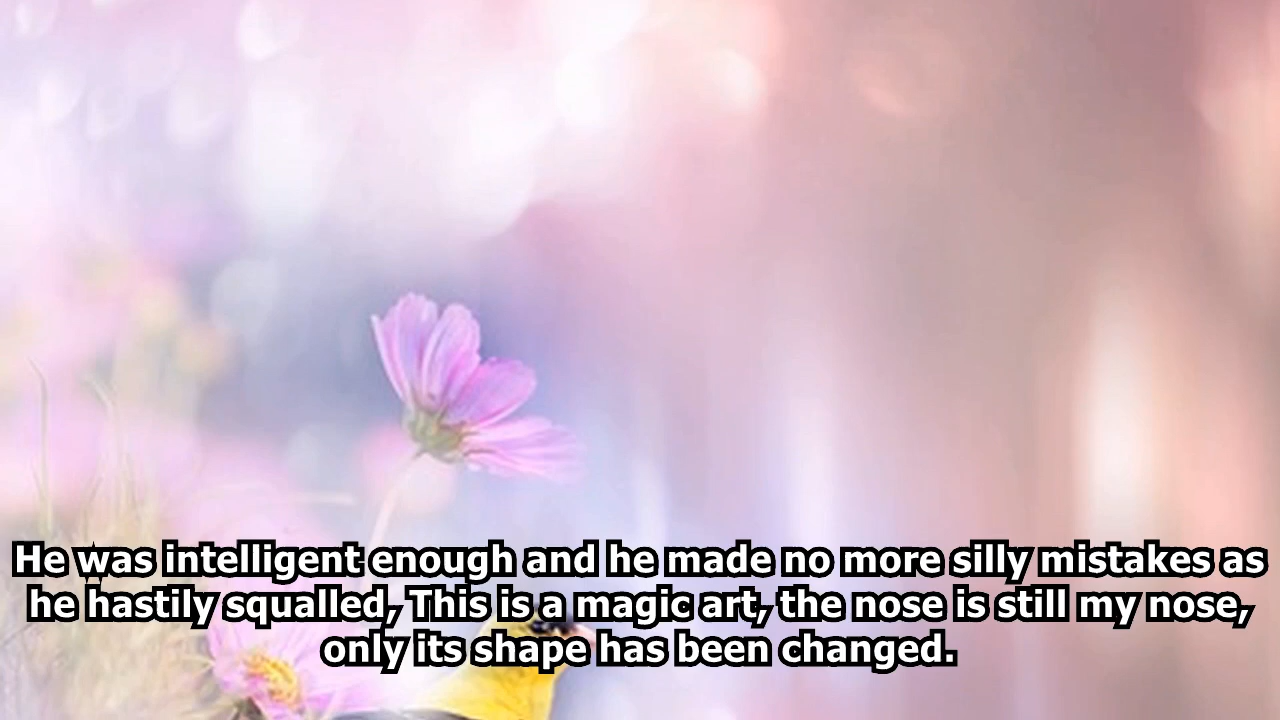 He was intelligent enough and he made no more silly mistakes as
he hastily squalled, This is a magic art, the nose is still my nose,
only its shape has been changed.